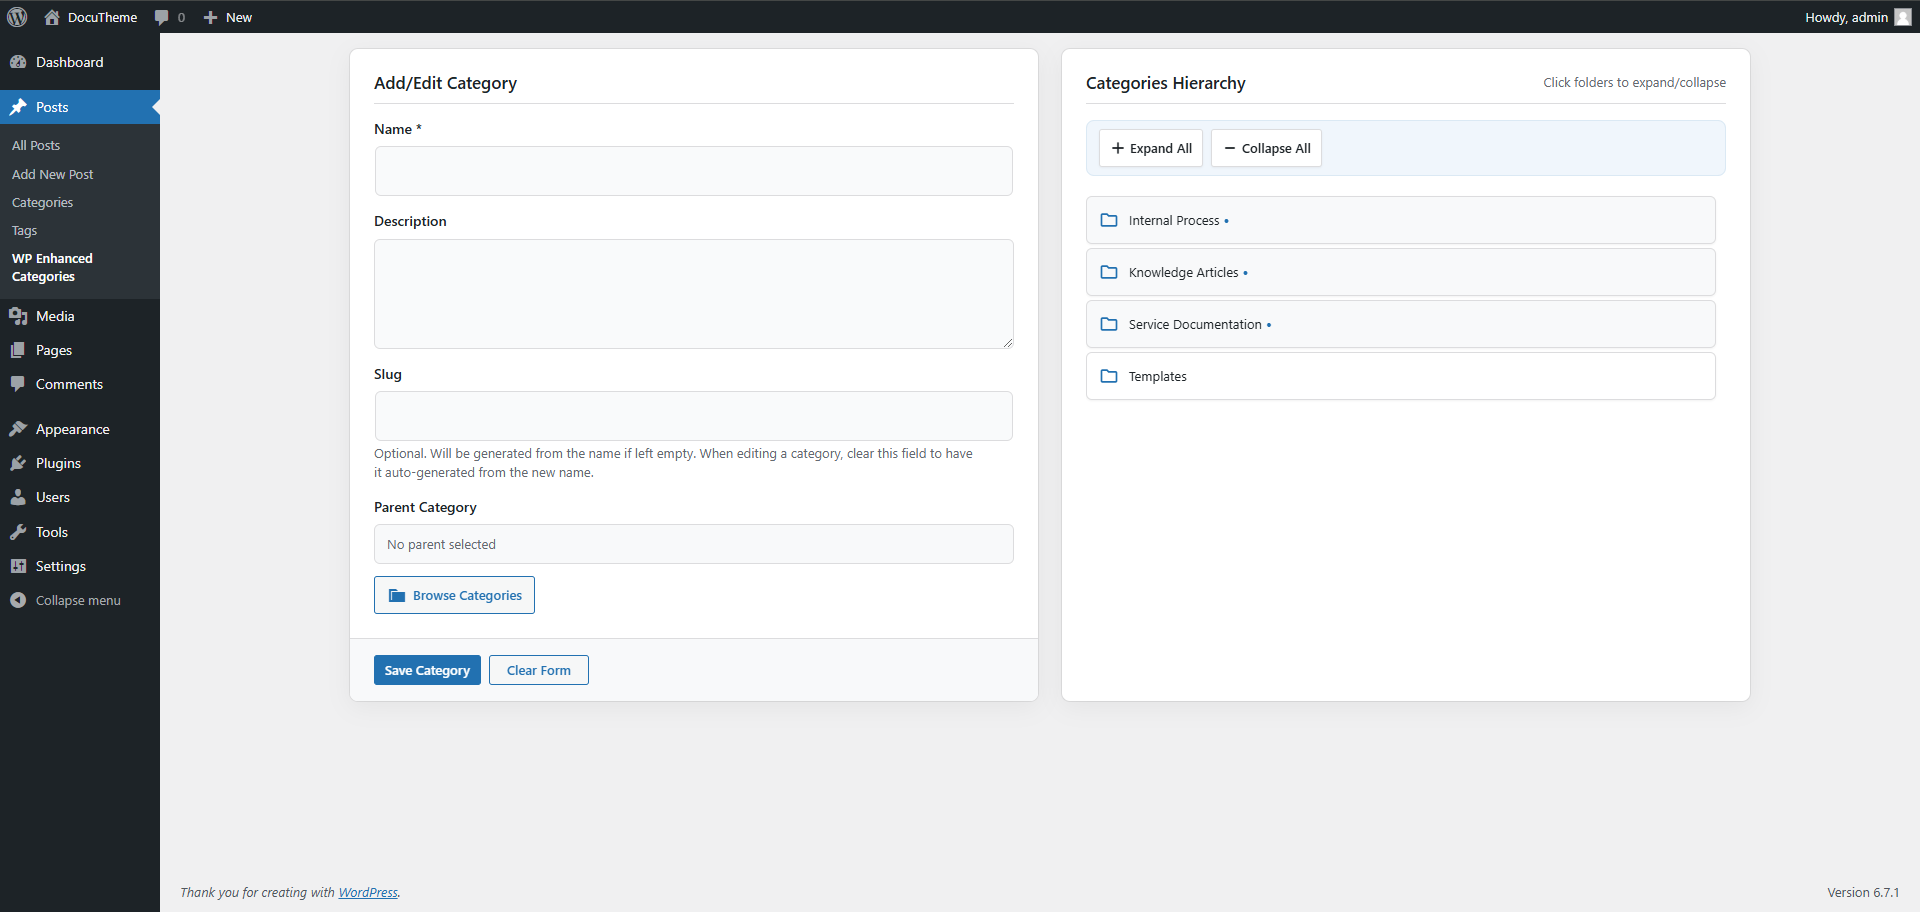 DocuTheme
0
New
Howdy, admin
Dashboard
Posts
All Posts
Add New Post
Categories
Tags
WP Enhanced
Categories
Media
Pages
Comments
Appearance
Plugins
Users
Tools
Settings
Collapse menu
Add/Edit Category
Name *
Description
Slug
Optional. Will be generated from the name if left empty. When editing a category, clear this field to have
it auto-generated from the new name.
Parent Category
No parent selected
Browse Categories
Save Category
Clear Form
Categories Hierarchy
Click folders to expand/collapse
Expand All
Collapse All
Internal Process •
Knowledge Articles •
Service Documentation •
Templates
Thank you for creating with WordPress.
Version 6.7.1